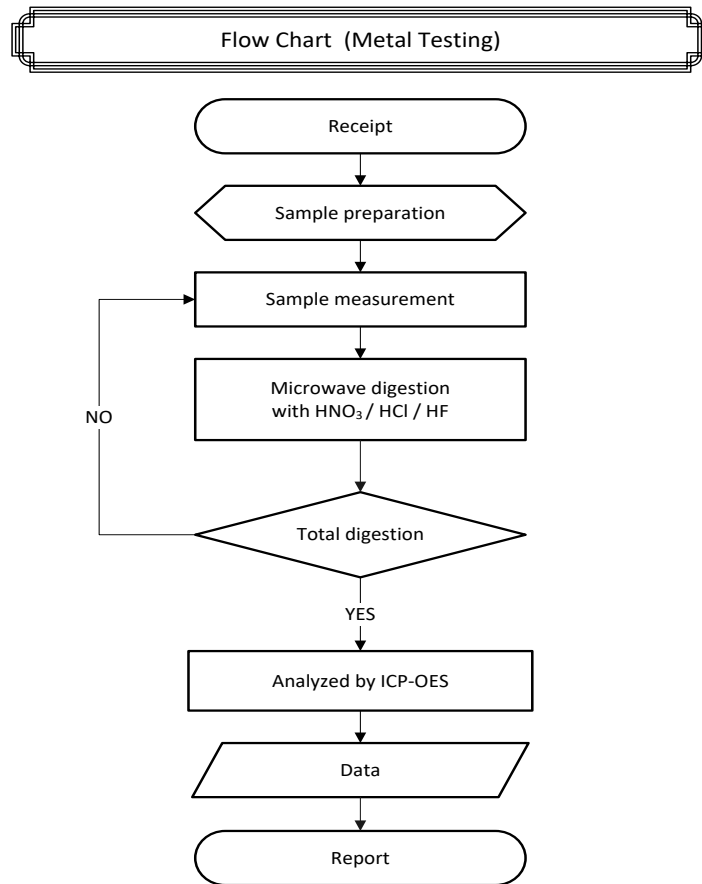 Flow Chart  (Metal Testing)
Receipt
Sample preparation
Sample measurement
Microwave digestion
with HNO₃ / HCl / HF
NO
Total digestion
YES
Analyzed by ICP-OES
Data
Report